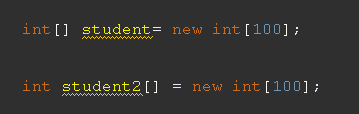 int[] student= new int[100];
int student2[] = new int[100];